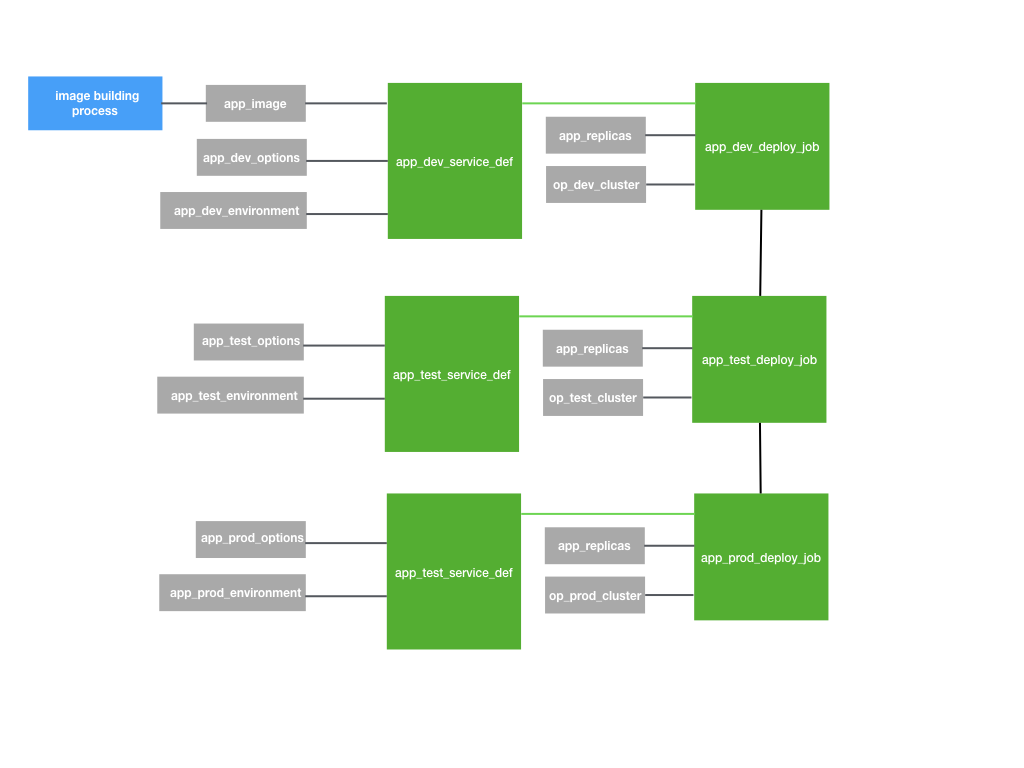 image building
process
app_image
app_dev_options
app_dev_environment
app_dev_service_def
app_replicas
op_dev_cluster
app_dev_deploy_job
app_test_options
app_test_environment
app_test_service_def
app_replicas
op_test_cluster
app_test_deploy_job
app_prod_options
app_prod_environment
app_test_service_def
app_replicas
op_prod_cluster
app_prod_deploy_job